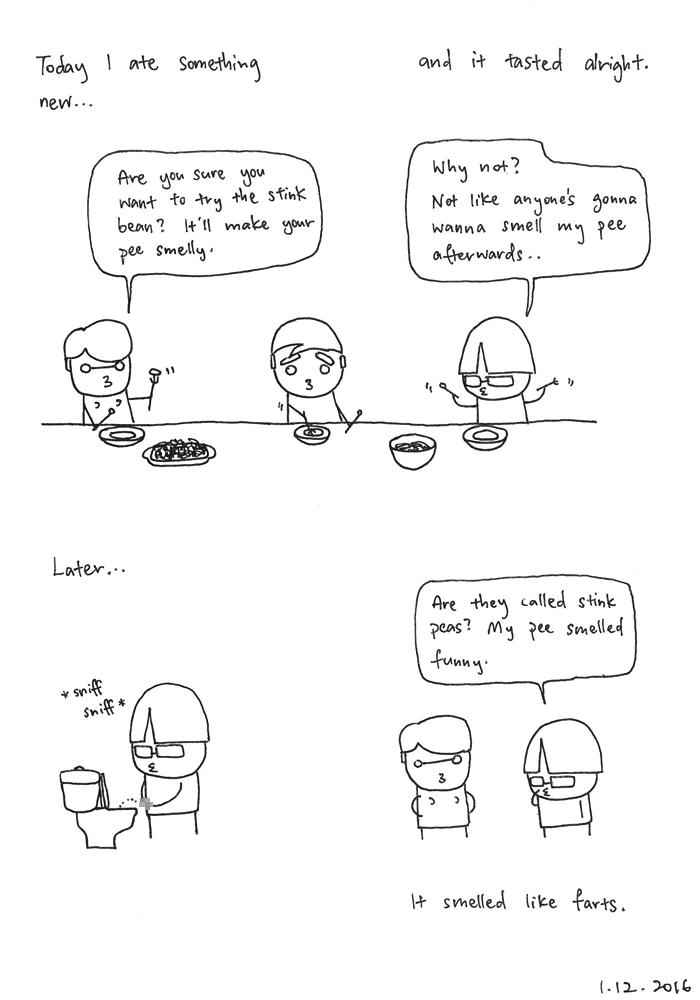 Today I ate something
new...
and it tasted alright.
Are you sure you
want to try the stink
bean? It'll make your
pee smelly.
Why not?
Not like anyone's gonna
wanna smell my pee
afterwards..
Later...
*sniff
sniff*
Are they called stink
peas? My pee smelled
funny.
It smelled like farts.
1.12.2016